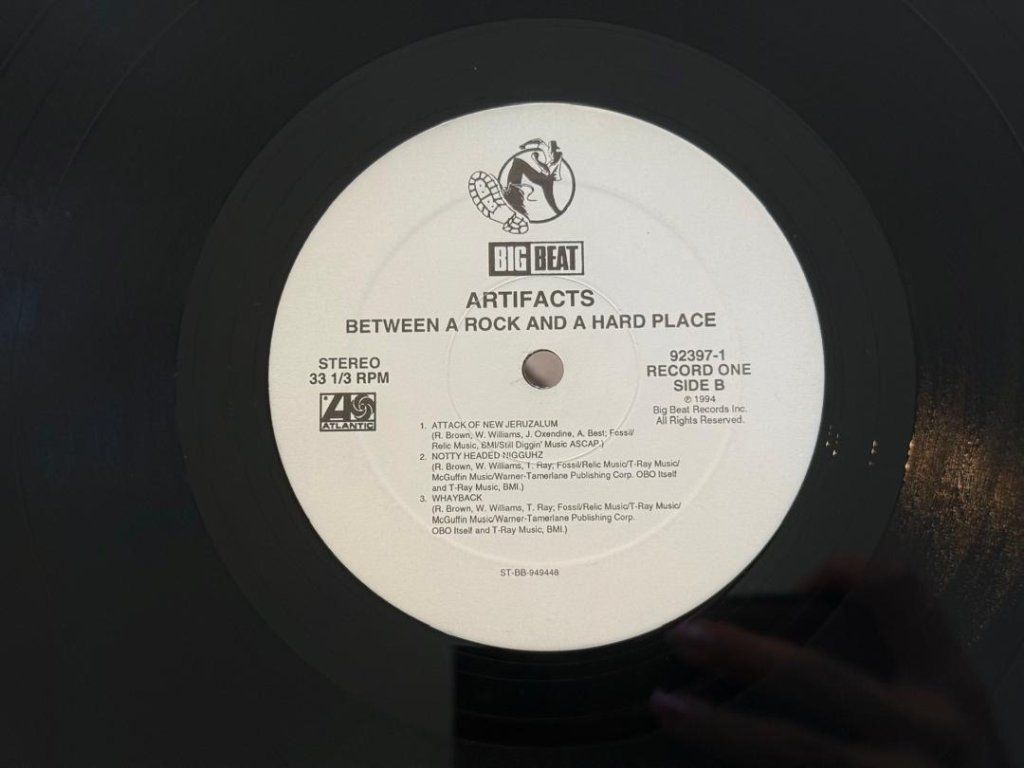 BIG BEAT
ARTIFACTS
BETWEEN A ROCK AND A HARD PLACE
STEREO
33 1/3 RPM
ATLANTIC
92397-1
RECORD ONE
SIDE B
℗ 1994
Big Beat Records Inc.
All Rights Reserved.
1. ATTACK OF NEW JERUZALUM
(R. Brown, W. Williams, J. Oxendine, A. Best; Fossil/
Relic Music, BMI/Still Diggin' Music ASCAP.)
2. NOTTY HEADED NIGGUHZ
(R. Brown, W. Williams, T. Ray; Fossil/Relic Music/T-Ray Music/
McGuffin Music/Warner-Tamerlane Publishing Corp. OBO Itself
and T-Ray Music, BMI.)
3. WHAYBACK
(R. Brown, W. Williams, T. Ray; Fossil/Relic Music/T-Ray Music/
McGuffin Music/Warner-Tamerlane Publishing Corp.
OBO Itself and T-Ray Music, BMI.)
ST-BB-949448